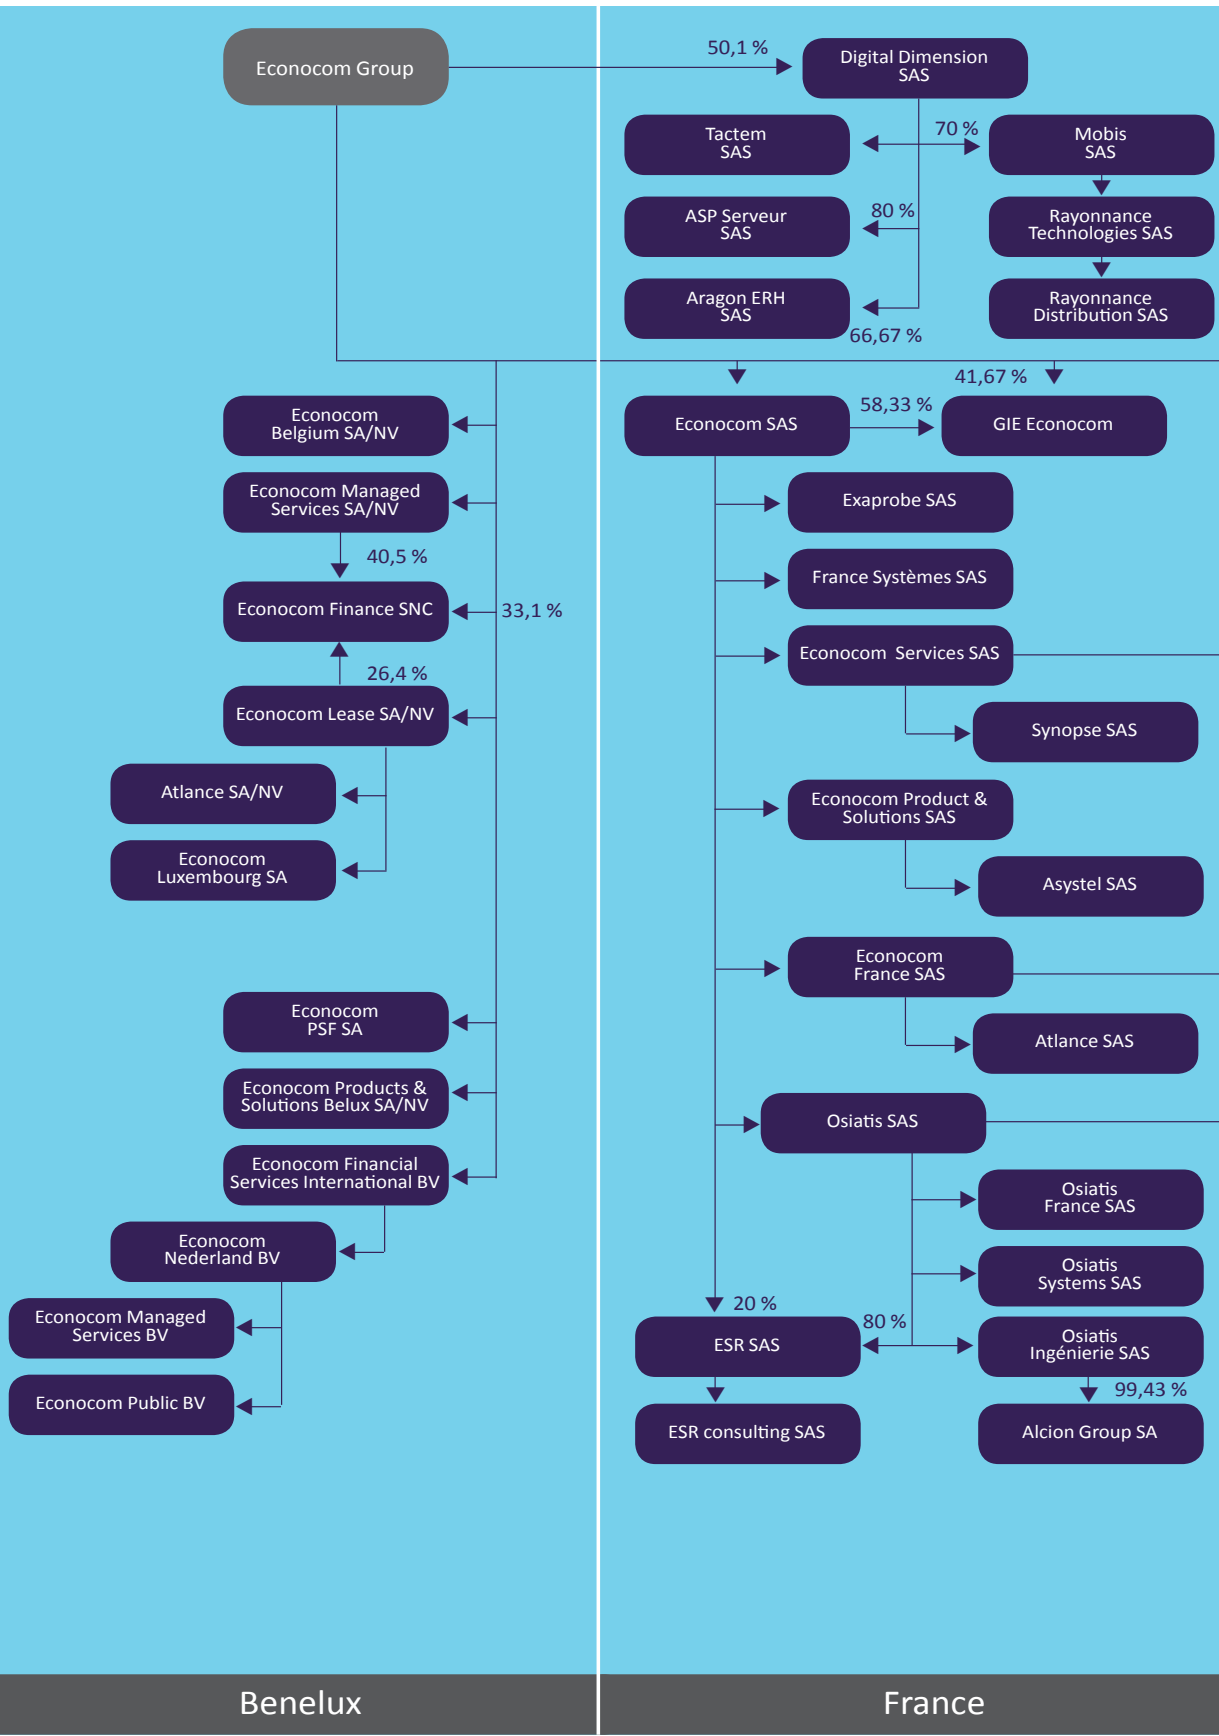 Econocom Group
50,1 %
Digital Dimension
SAS
Tactem
SAS
70 %
Mobis
SAS
ASP Serveur
SAS
80 %
Rayonnance
Technologies SAS
Aragon ERH
SAS
66,67 %
Rayonnance
Distribution SAS
Econocom
Belgium SA/NV
Econocom SAS
58,33 %
41,67 %
GIE Econocom
Econocom Managed
Services SA/NV
Exaprobe SAS
40,5 %
France Systèmes SAS
Econocom Finance SNC
33,1 %
Econocom Services SAS
26,4 %
Econocom Lease SA/NV
Synopse SAS
Atlance SA/NV
Econocom Product &
Solutions SAS
Econocom
Luxembourg SA
Asystel SAS
Econocom
France SAS
Econocom
PSF SA
Atlance SAS
Econocom Products &
Solutions Belux SA/NV
Osiatis SAS
Econocom Financial
Services International BV
Osiatis
France SAS
Econocom
Nederland BV
Osiatis
Systems SAS
Econocom Managed
Services BV
20 %
ESR SAS
80 %
Osiatis
Ingénierie SAS
99,43 %
Econocom Public BV
ESR consulting SAS
Alcion Group SA
Benelux
France